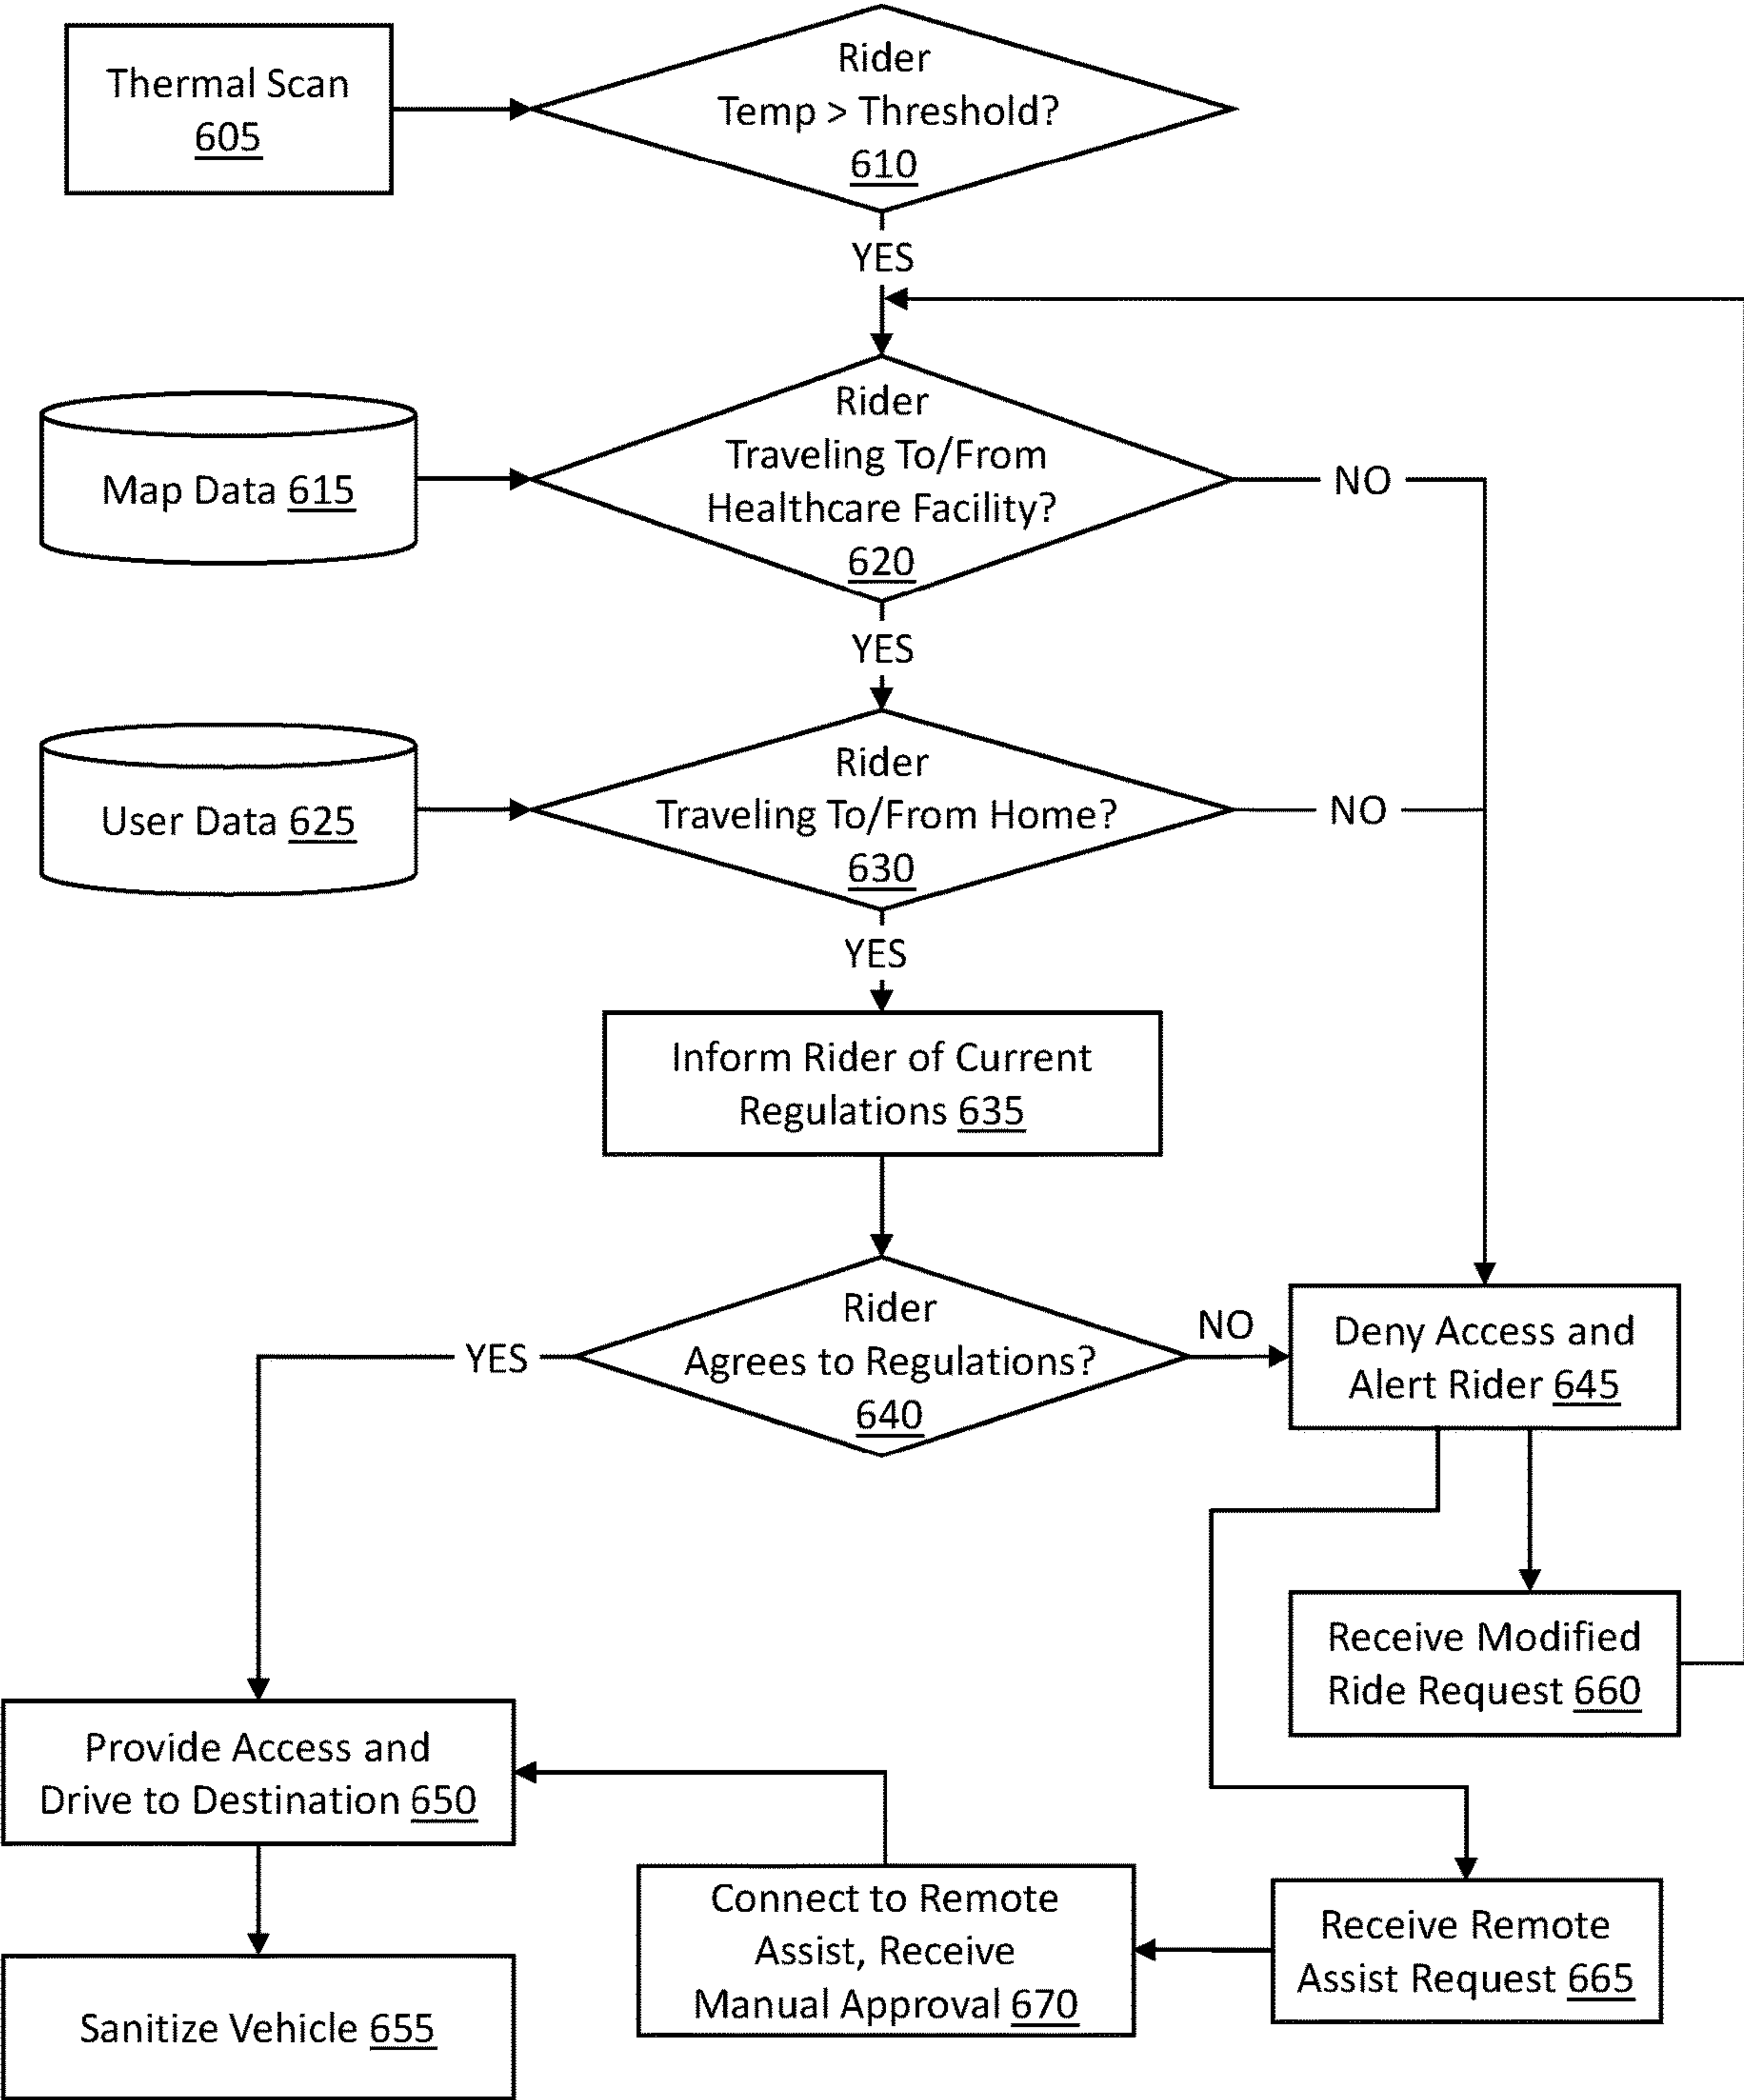 Thermal Scan
605
Rider
Temp > Threshold?
610
YES
Map Data 615
Rider
Traveling To/From
Healthcare Facility?
620
NO
YES
User Data 625
Rider
Traveling To/From Home?
630
NO
YES
Inform Rider of Current
Regulations 635
Rider
Agrees to Regulations?
640
YES
NO
Deny Access and
Alert Rider 645
Receive Modified
Ride Request 660
Provide Access and
Drive to Destination 650
Connect to Remote
Assist, Receive
Manual Approval 670
Receive Remote
Assist Request 665
Sanitize Vehicle 655